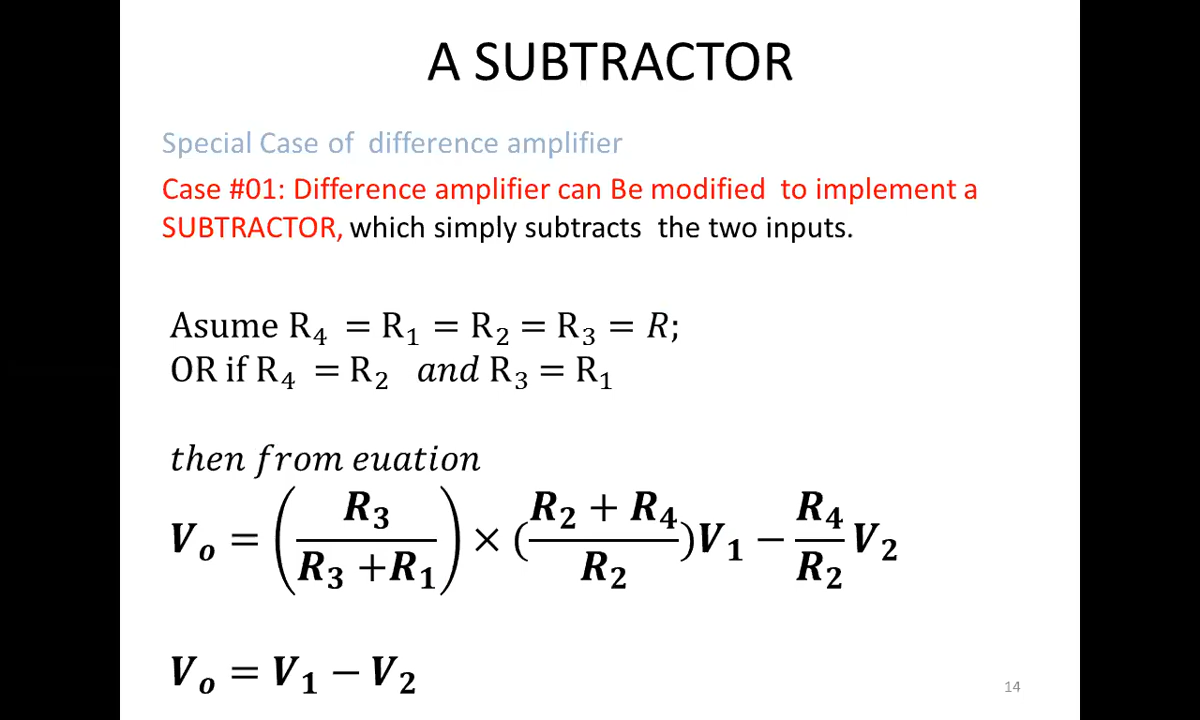 A SUBTRACTOR
Special Case of difference amplifier
Case #01: Difference amplifier can Be modified to implement a
SUBTRACTOR, which simply subtracts the two inputs.
Asume R₄ = R₁ = R₂ = R₃ = R;
OR if R₄ = R₂ and R₃ = R₁
then from euation
Vₒ = (R₃ / R₃ +R₁) × (R₂ + R₄ / R₂)V₁ − R₄ / R₂ V₂
Vₒ = V₁ − V₂
14